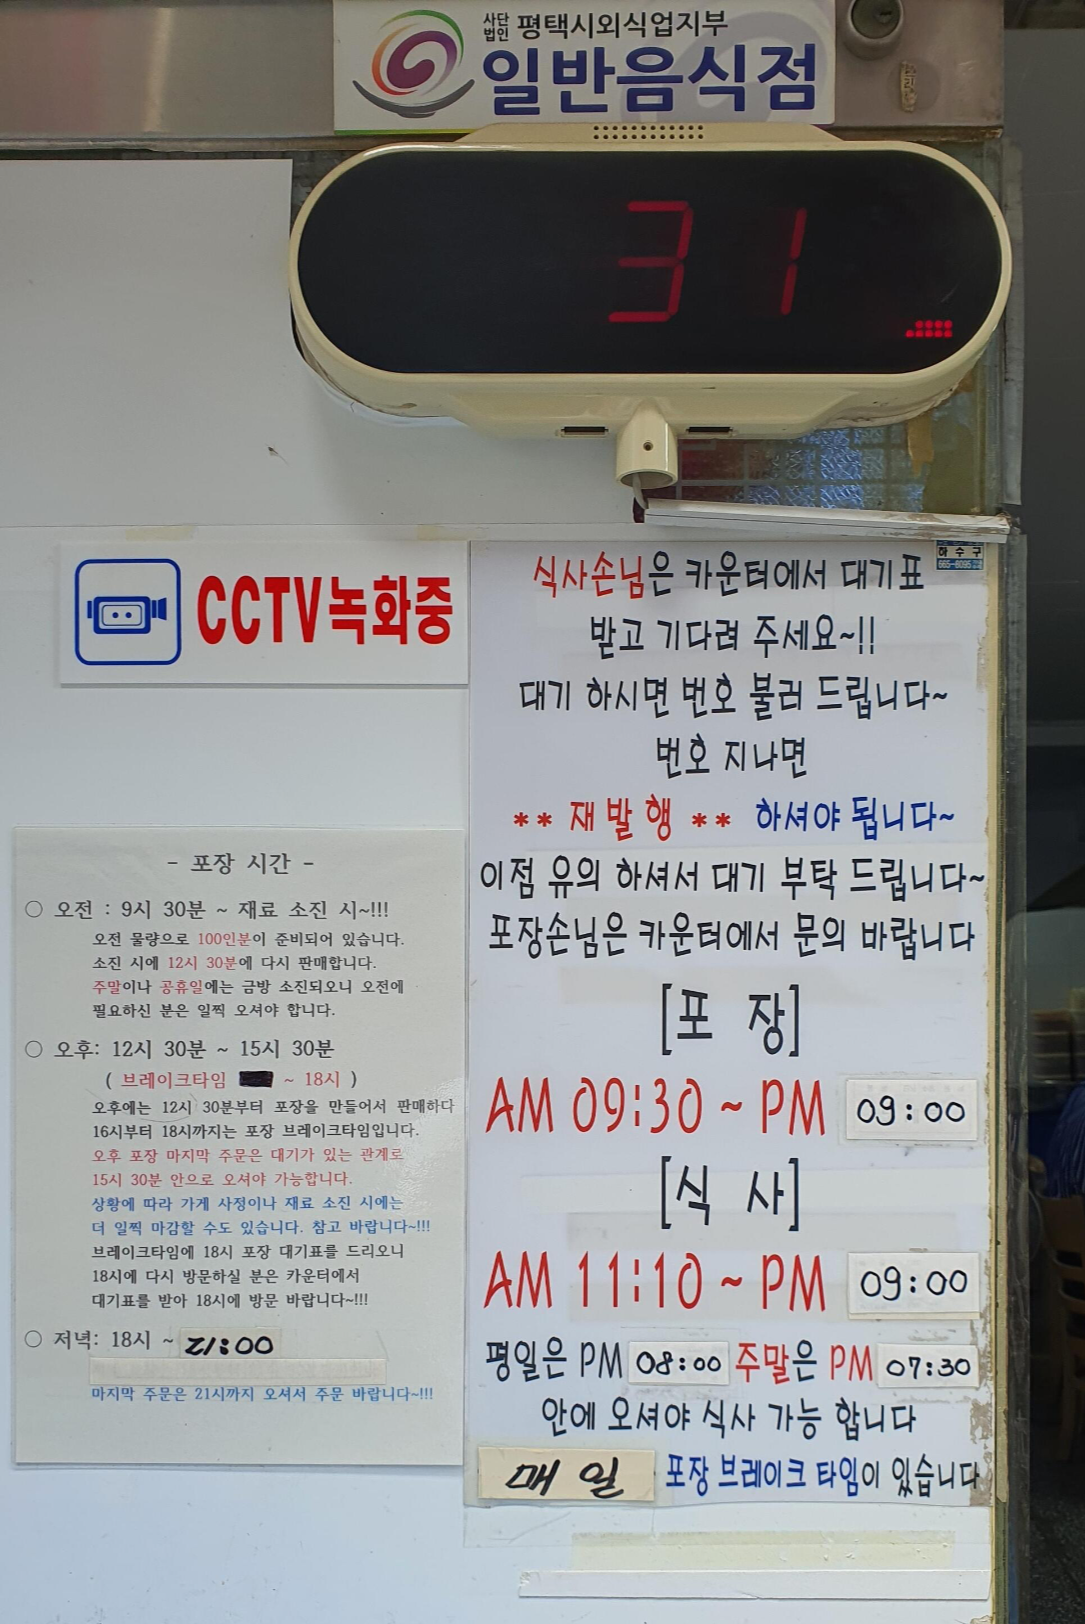 사단법인 평택시외식업지부
일반음식점
31
하수구
665-6095
CCTV녹화중
식사손님은 카운터에서 대기표
받고 기다려 주세요~!!
대기 하시면 번호 불러 드립니다~
번호 지나면
** 재발행 ** 하셔야 됩니다~
이점 유의 하셔서 대기 부탁 드립니다~
포장손님은 카운터에서 문의 바랍니다
[포 장]
AM 09:30 ~ PM 09:00
[식 사]
AM 11:10 ~ PM 09:00
평일은 PM 08:00 주말은 PM 07:30
안에 오셔야 식사 가능 합니다
매일 포장 브레이크 타임이 있습니다
- 포장 시간 -
○ 오전 : 9시 30분 ~ 재료 소진 시~!!!
오전 물량으로 100인분이 준비되어 있습니다.
소진 시에 12시 30분에 다시 판매합니다.
주말이나 공휴일에는 금방 소진되오니 오전에
필요하신 분은 일찍 오셔야 합니다.
○ 오후: 12시 30분 ~ 15시 30분
( 브레이크타임 ~ 18시 )
오후에는 12시 30분부터 포장을 만들어서 판매하다
16시부터 18시까지는 포장 브레이크타임입니다.
오후 포장 마지막 주문은 대기가 있는 관계로
15시 30분 안으로 오셔야 가능합니다.
상황에 따라 가게 사정이나 재료 소진 시에는
더 일찍 마감할 수도 있습니다. 참고 바랍니다~!!!
브레이크타임에 18시 포장 대기표를 드리오니
18시에 다시 방문하실 분은 카운터에서
대기표를 받아 18시에 방문 바랍니다~!!!
○ 저녁: 18시 ~ 21:00
마지막 주문은 21시까지 오셔서 주문 바랍니다~!!!